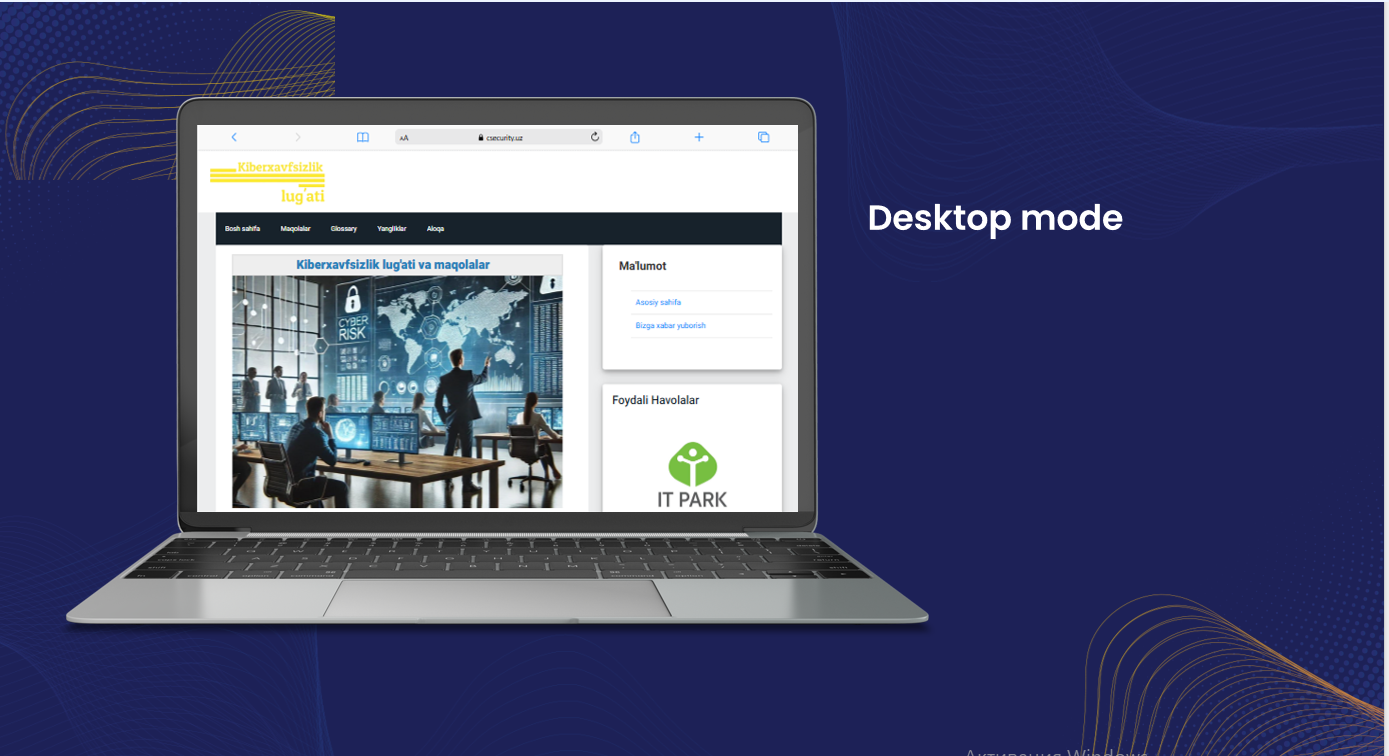 csecurity.uz
Kiberxavfsizlik
lug'ati
Bosh sahifa Maqolalar Glossary Yangiliklar Aloqa
Kiberxavfsizlik lug'ati va maqolalar
CYBER
RISK
Ma'lumot
Asosiy sahifa
Bizga xabar yuborish
Foydali Havolalar
IT PARK
Desktop mode
Активация Windows